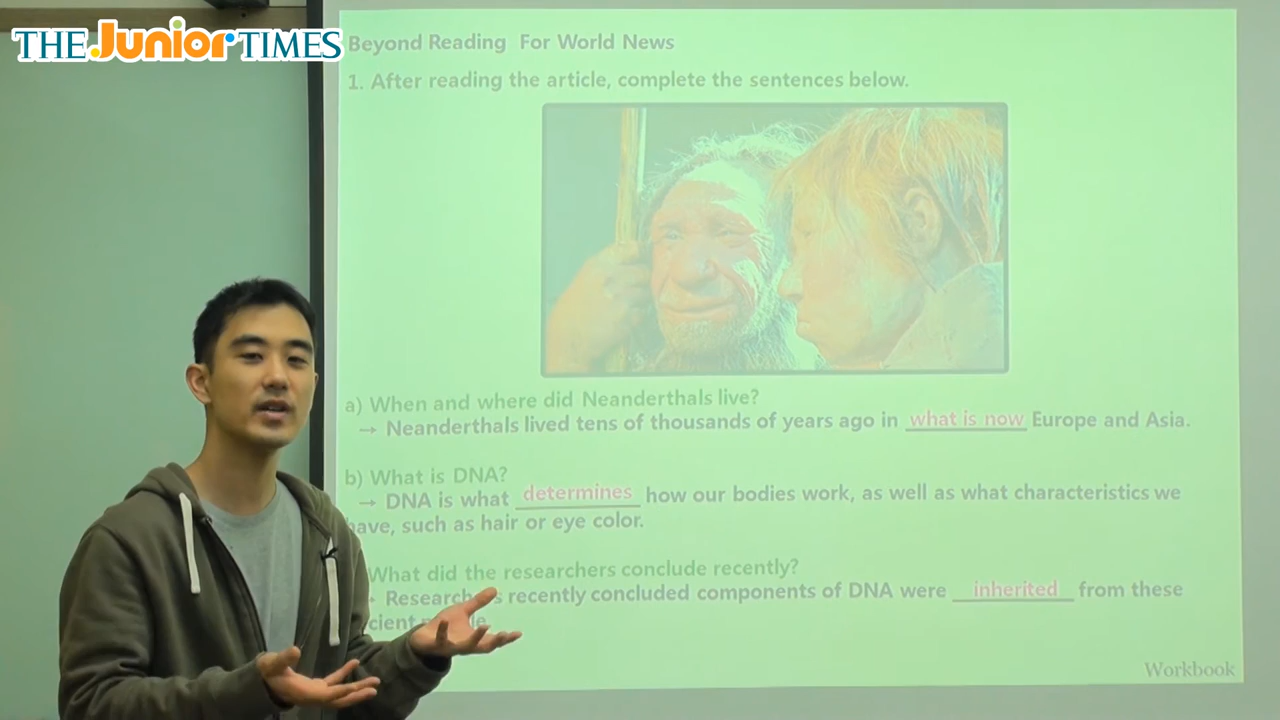 THE Junior TIMES
Beyond Reading For World News
1. After reading the article, complete the sentences below.
a) When and where did Neanderthals live?
→ Neanderthals lived tens of thousands of years ago in what is now Europe and Asia.
b) What is DNA?
→ DNA is what determines how our bodies work, as well as what characteristics we
have, such as hair or eye color.
What did the researchers conclude recently?
Researchers recently concluded components of DNA were inherited from these
Workbook